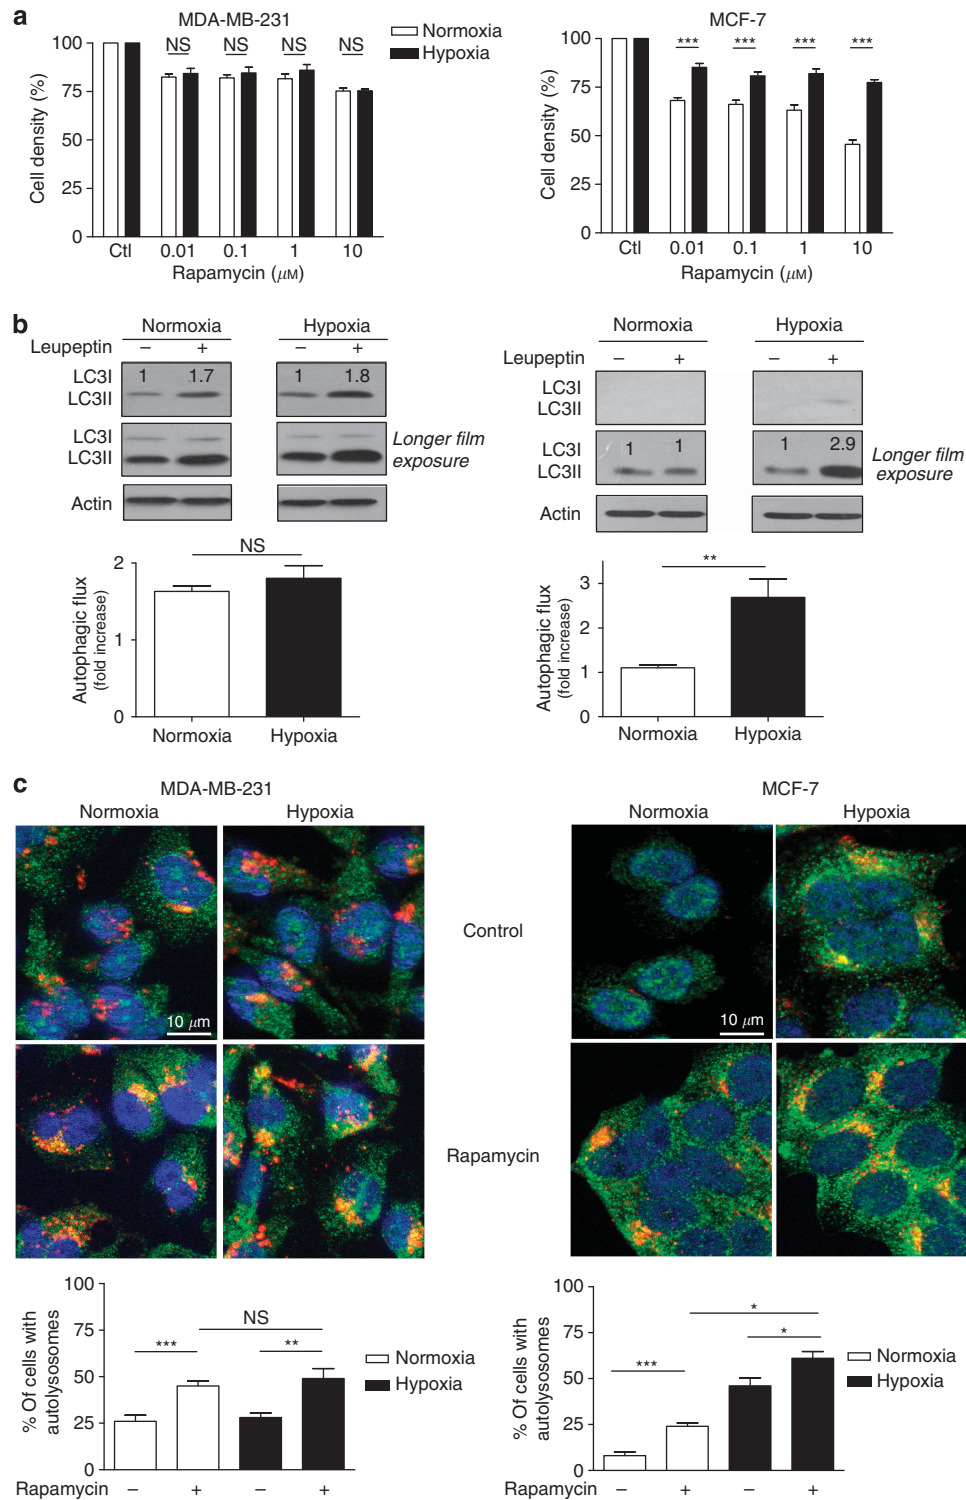 a
MDA-MB-231
Normoxia
Hypoxia
Cell density (%)
100
75
50
25
0
NS NS NS NS
Ctl 0.01 0.1 1 10
Rapamycin (μM)
MCF-7
Cell density (%)
100
75
50
25
0
*** *** *** ***
Ctl 0.01 0.1 1 10
Rapamycin (μM)
b
Normoxia Hypoxia
Leupeptin – + – +
LC3I 1 1.7 1 1.8
LC3II
LC3I
LC3II
Longer film
exposure
Actin
Autophagic flux
(fold increase)
2
1
0
NS
Normoxia Hypoxia
Normoxia Hypoxia
Leupeptin – + – +
LC3I
LC3II
LC3I 1 1 1 2.9
LC3II
Longer film
exposure
Actin
Autophagic flux
(fold increase)
3
2
1
0
**
Normoxia Hypoxia
c
MDA-MB-231
Normoxia Hypoxia
MCF-7
Normoxia Hypoxia
Control
10 μm
10 μm
Rapamycin
% Of cells with
autolysosomes
100
75
50
25
0
NS
*** **
Normoxia
Hypoxia
Rapamycin – + – +
% Of cells with
autolysosomes
100
75
50
25
0
*
*
***
Normoxia
Hypoxia
Rapamycin – + – +